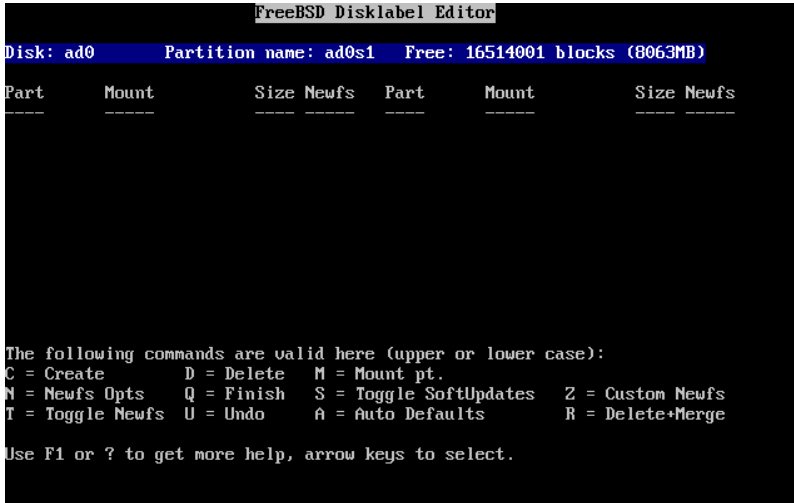 FreeBSD Disklabel Editor
Disk: ad0 Partition name: ad0s1 Free: 16514001 blocks (8063MB)
Part Mount Size Newfs Part Mount Size Newfs
---- ----- ---- ----- ---- ----- ---- -----
The following commands are valid here (upper or lower case):
C = Create D = Delete M = Mount pt.
N = Newfs Opts Q = Finish S = Toggle SoftUpdates Z = Custom Newfs
T = Toggle Newfs U = Undo A = Auto Defaults R = Delete+Merge
Use F1 or ? to get more help, arrow keys to select.